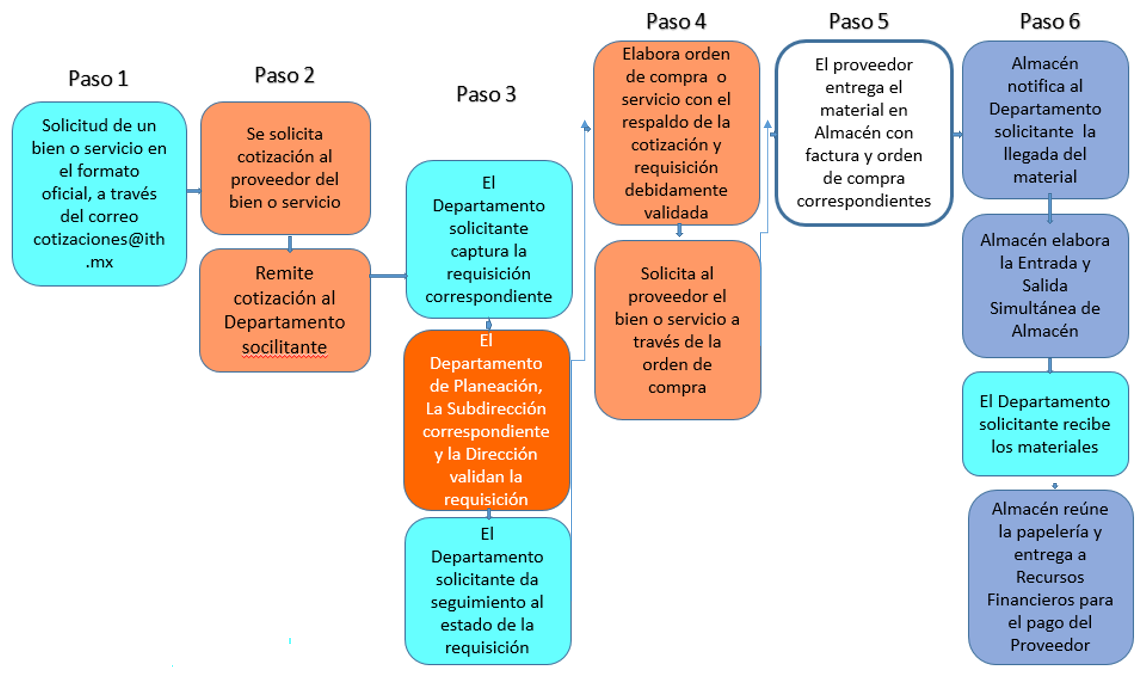 Paso 1
Solicitud de un
bien o servicio en
el formato
oficial, a través
del correo
cotizaciones@ith
.mx
Paso 2
Se solicita
cotización al
proveedor del
bien o servicio
Remite
cotización al
Departamento
socilitante
Paso 3
El
Departamento
solicitante
captura la
requisición
correspondiente
El
Departamento
de Planeación,
La Subdirección
correspondiente
y la Dirección
validan la
requisición
El
Departamento
solicitante da
seguimiento al
estado de la
requisición
Paso 4
Elabora orden
de compra o
servicio con el
respaldo de la
cotización y
requisición
debidamente
validada
Solicita al
proveedor el
bien o servicio a
través de la
orden de
compra
Paso 5
El proveedor
entrega el
material en
Almacén con
factura y orden
de compra
correspondientes
Paso 6
Almacén
notifica al
Departamento
solicitante la
llegada del
material
Almacén elabora
la Entrada y
Salida
Simultánea de
Almacén
El Departamento
solicitante recibe
los materiales
Almacén reúne
la papelería y
entrega a
Recursos
Financieros para
el pago del
Proveedor